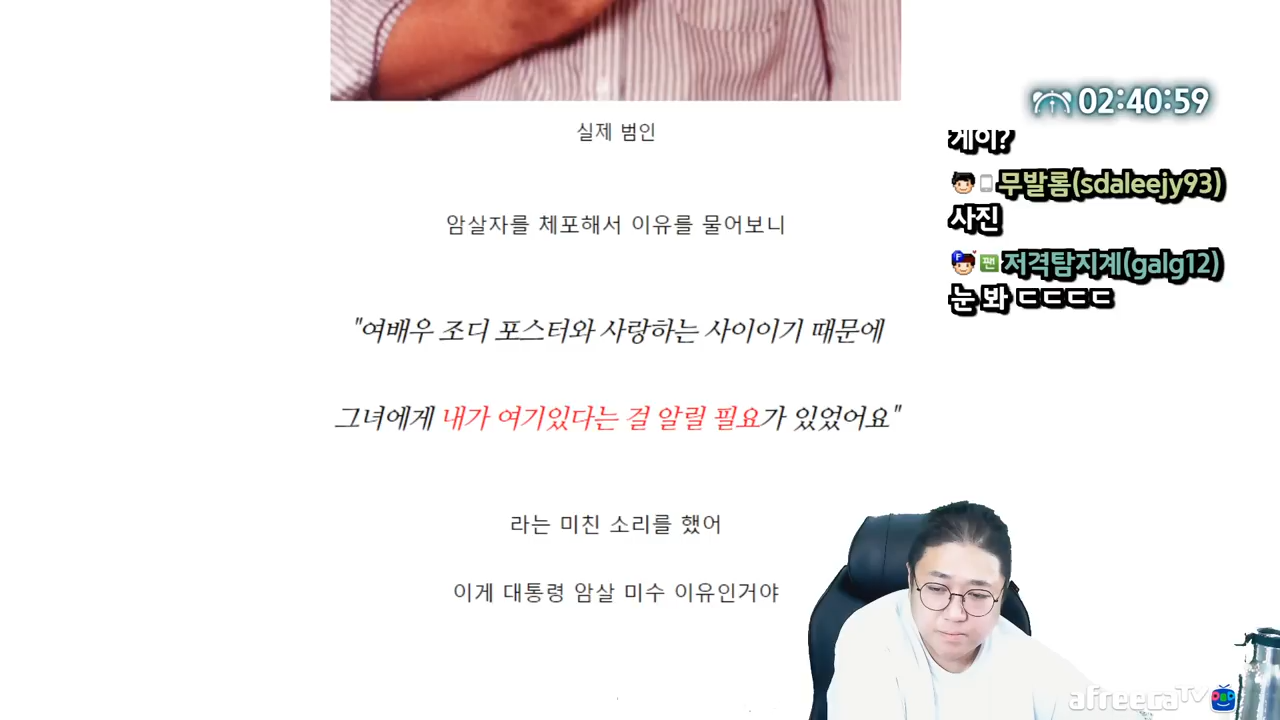 실제 범인
암살자를 체포해서 이유를 물어보니
"여배우 조디 포스터와 사랑하는 사이이기 때문에
그녀에게 내가 여기있다는 걸 알릴 필요가 있었어요"
라는 미친 소리를 했어
이게 대통령 암살 미수 이유인거야
02:40:59
게이?
무발롬(sdaleejy93)
사진
팬 저격탐지계(galg12)
눈 봐 ㄷㄷㄷㄷ
afreecaTV